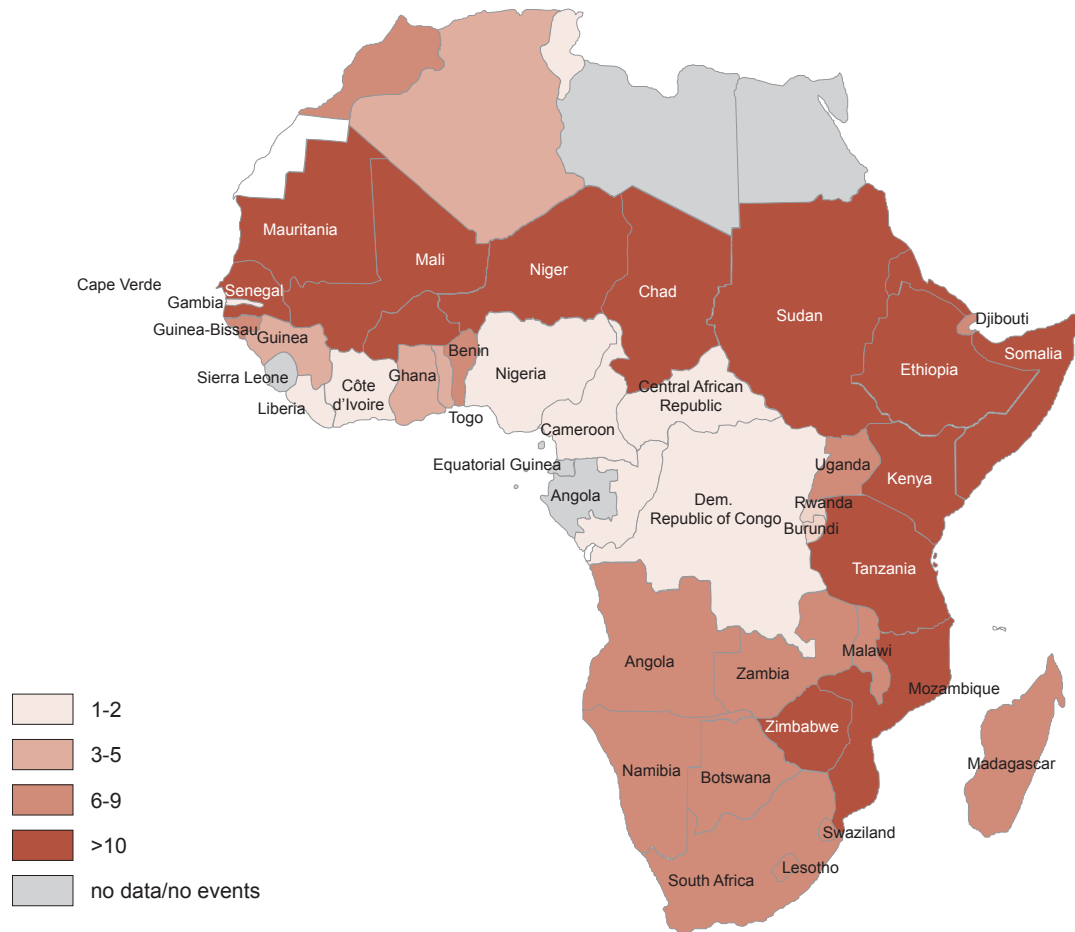 Mauritania
Mali
Niger
Chad
Sudan
Cape Verde
Senegal
Gambia
Guinea-Bissau
Guinea
Djibouti
Somalia
Ethiopia
Benin
Sierra Leone
Côte
d'Ivoire
Ghana
Nigeria
Liberia
Togo
Central African
Republic
Cameroon
Equatorial Guinea
Uganda
Kenya
Angola
Dem.
Republic of Congo
Rwanda
Burundi
Tanzania
Angola
Zambia
Malawi
Mozambique
Zimbabwe
Namibia
Botswana
Madagascar
Swaziland
Lesotho
South Africa
1-2
3-5
6-9
>10
no data/no events